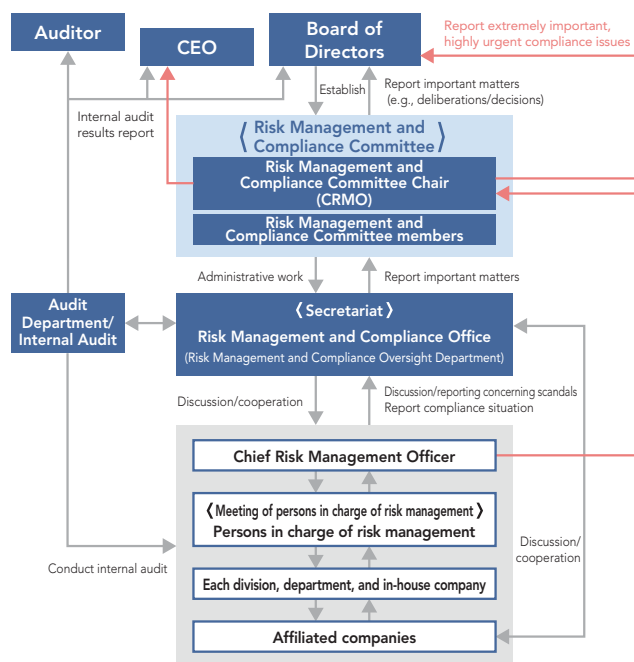 Auditor
CEO
Board of
Directors
Report extremely important,
highly urgent compliance issues
Internal audit
results report
Establish
Report important matters
(e.g., deliberations/decisions)
⟨ Risk Management and
Compliance Committee ⟩
Risk Management and
Compliance Committee Chair
(CRMO)
Risk Management and
Compliance Committee members
Administrative work
Report important matters
Audit
Department/
Internal Audit
⟨ Secretariat ⟩
Risk Management and Compliance Office
(Risk Management and Compliance Oversight Department)
Discussion/cooperation
Discussion/reporting concerning scandals
Report compliance situation
Chief Risk Management Officer
⟨ Meeting of persons in charge of risk management ⟩
Persons in charge of risk management
Discussion/
cooperation
Conduct internal audit
Each division, department, and in-house company
Affiliated companies